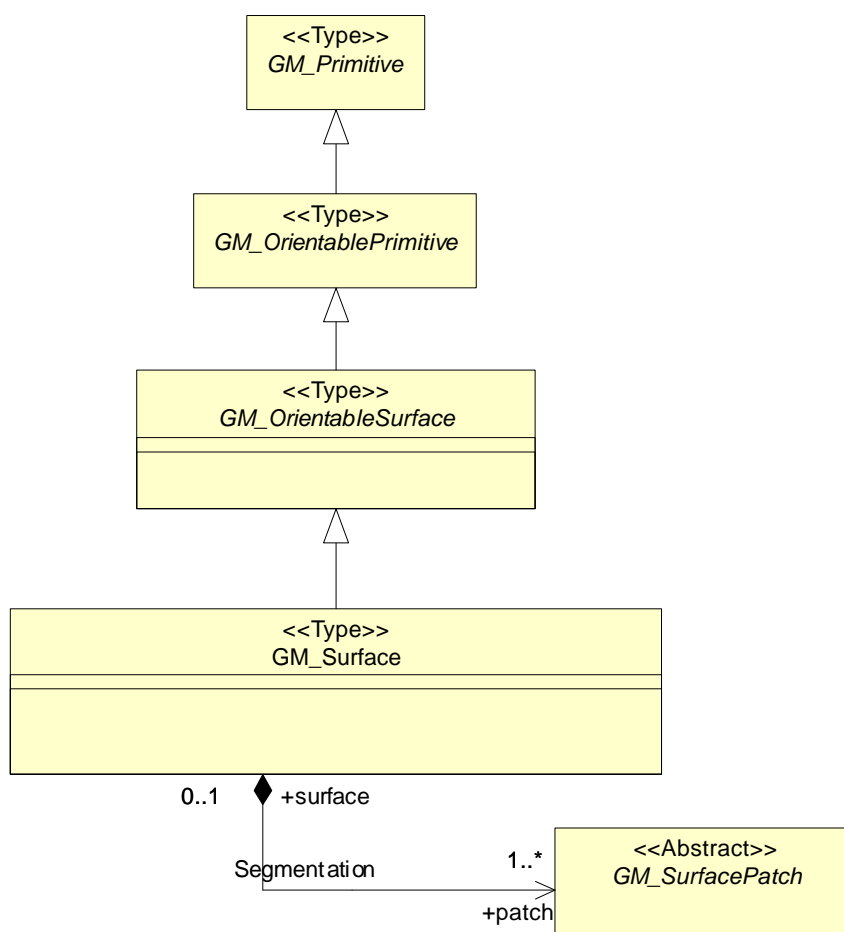 <<Type>>
GM_Primitive
<<Type>>
GM_OrientablePrimitive
<<Type>>
GM_OrientableSurface
<<Type>>
GM_Surface
0..1
+surface
Segmentation
1..*
+patch
<<Abstract>>
GM_SurfacePatch